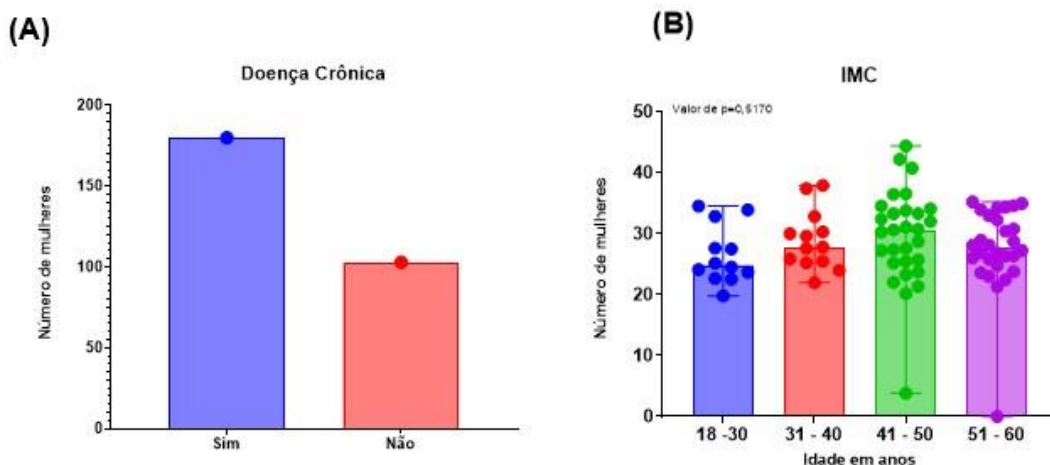 (A)
Doença Crônica
Número de mulheres
200
150
100
50
0
Sim Não
(B)
IMC
Valor de p=0,5170
Número de mulheres
50
40
30
20
10
0
18 -30 31 - 40 41 - 50 51 - 60
Idade em anos